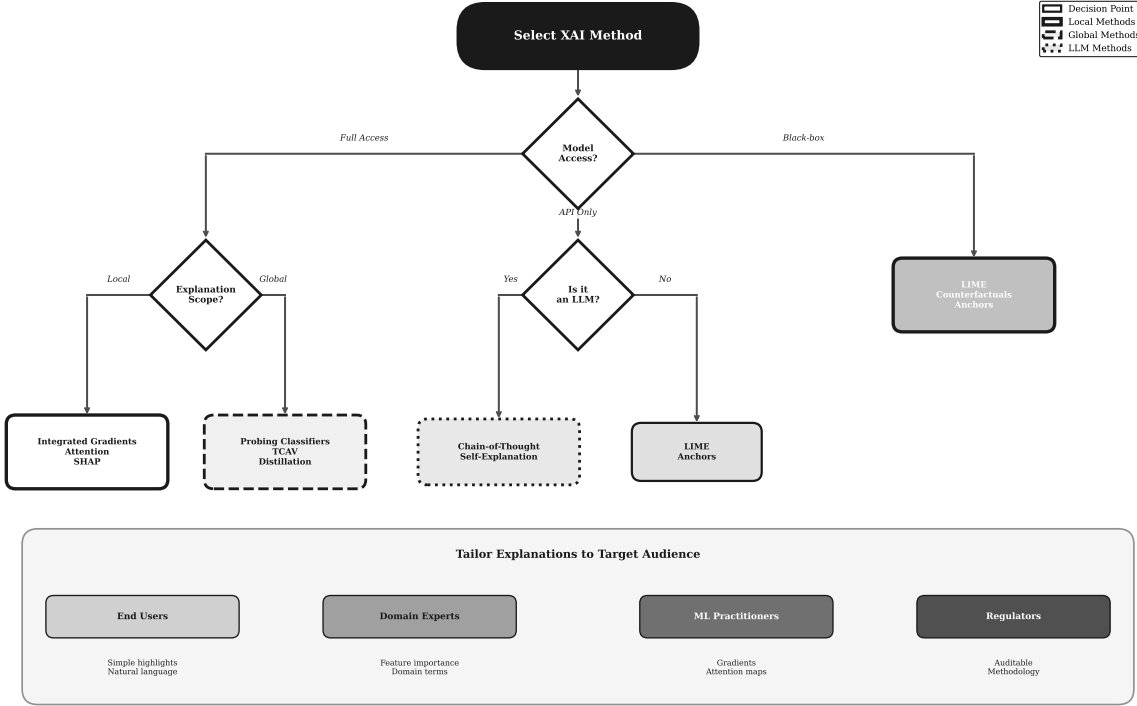 Select XAI Method
Decision Point
Local Methods
Global Methods
LLM Methods
Model
Access?
Full Access
Black-box
API Only
Explanation
Scope?
Local
Global
Is it
an LLM?
Yes
No
LIME
Counterfactuals
Anchors
Integrated Gradients
Attention
SHAP
Probing Classifiers
TCAV
Distillation
Chain-of-Thought
Self-Explanation
LIME
Anchors
Tailor Explanations to Target Audience
End Users
Domain Experts
ML Practitioners
Regulators
Simple highlights
Natural language
Feature importance
Domain terms
Gradients
Attention maps
Auditable
Methodology